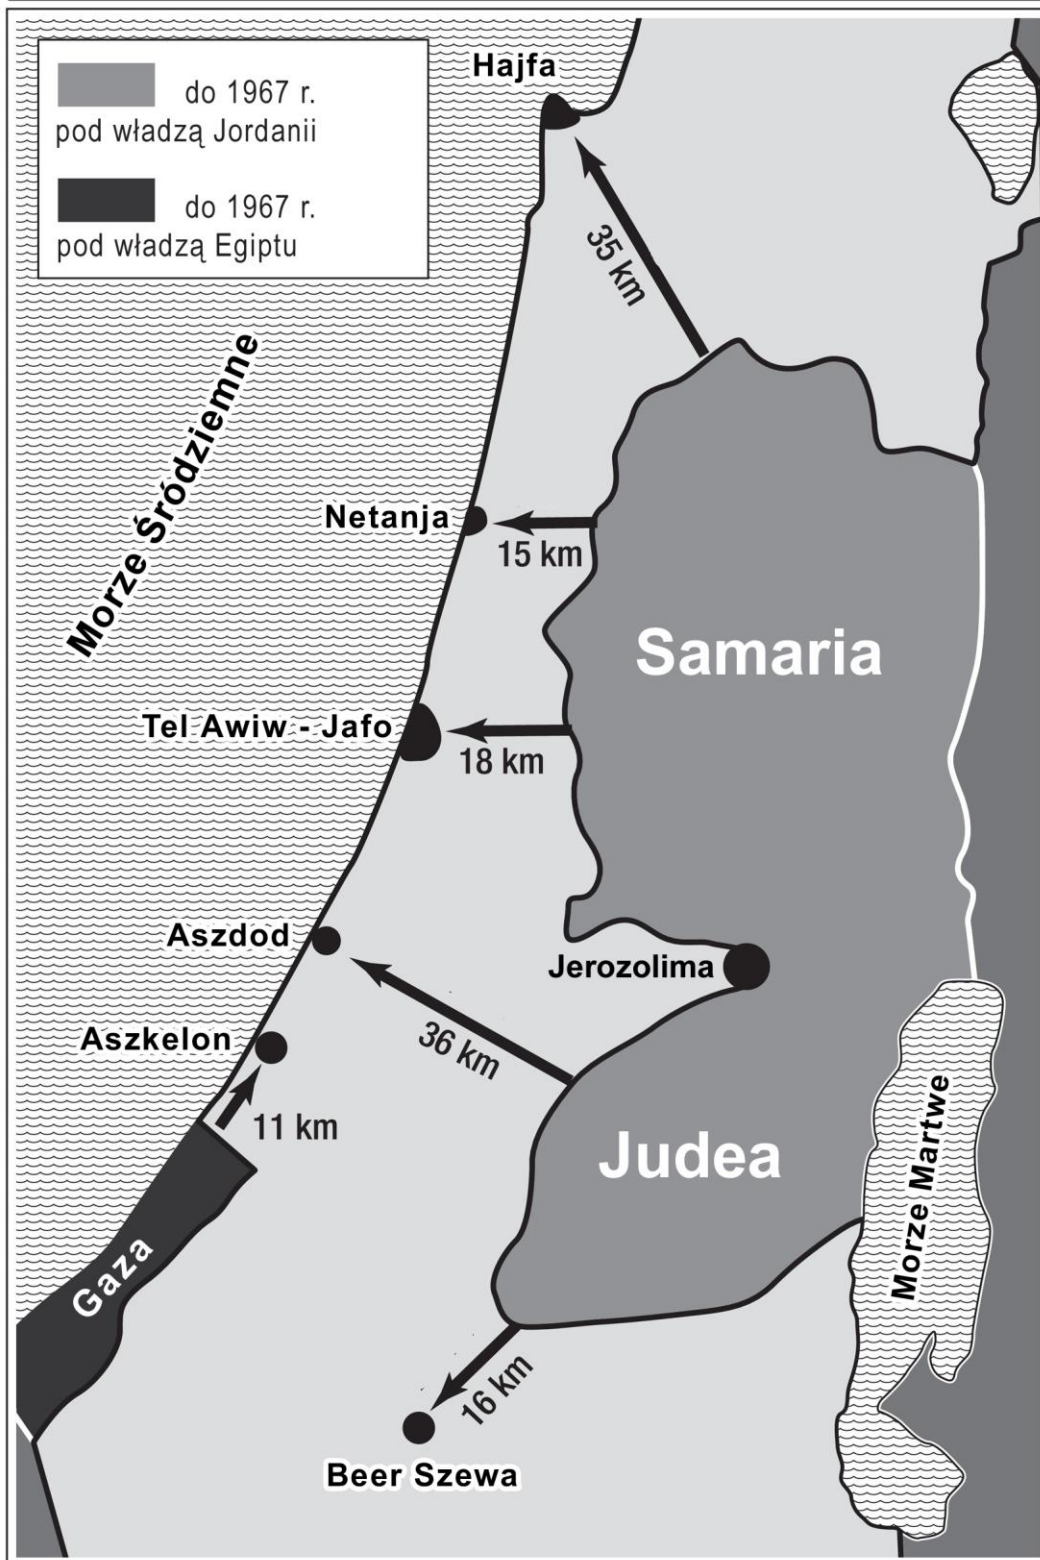 do 1967 r.
pod władzą Jordanii
do 1967 r.
pod władzą Egiptu
Hajfa
35 km
Morze Śródziemne
Netanja
15 km
Samaria
Tel Awiw - Jafo
18 km
Aszdod
Jerozolima
36 km
Aszkelon
11 km
Judea
Morze Martwe
Gaza
16 km
Beer Szewa